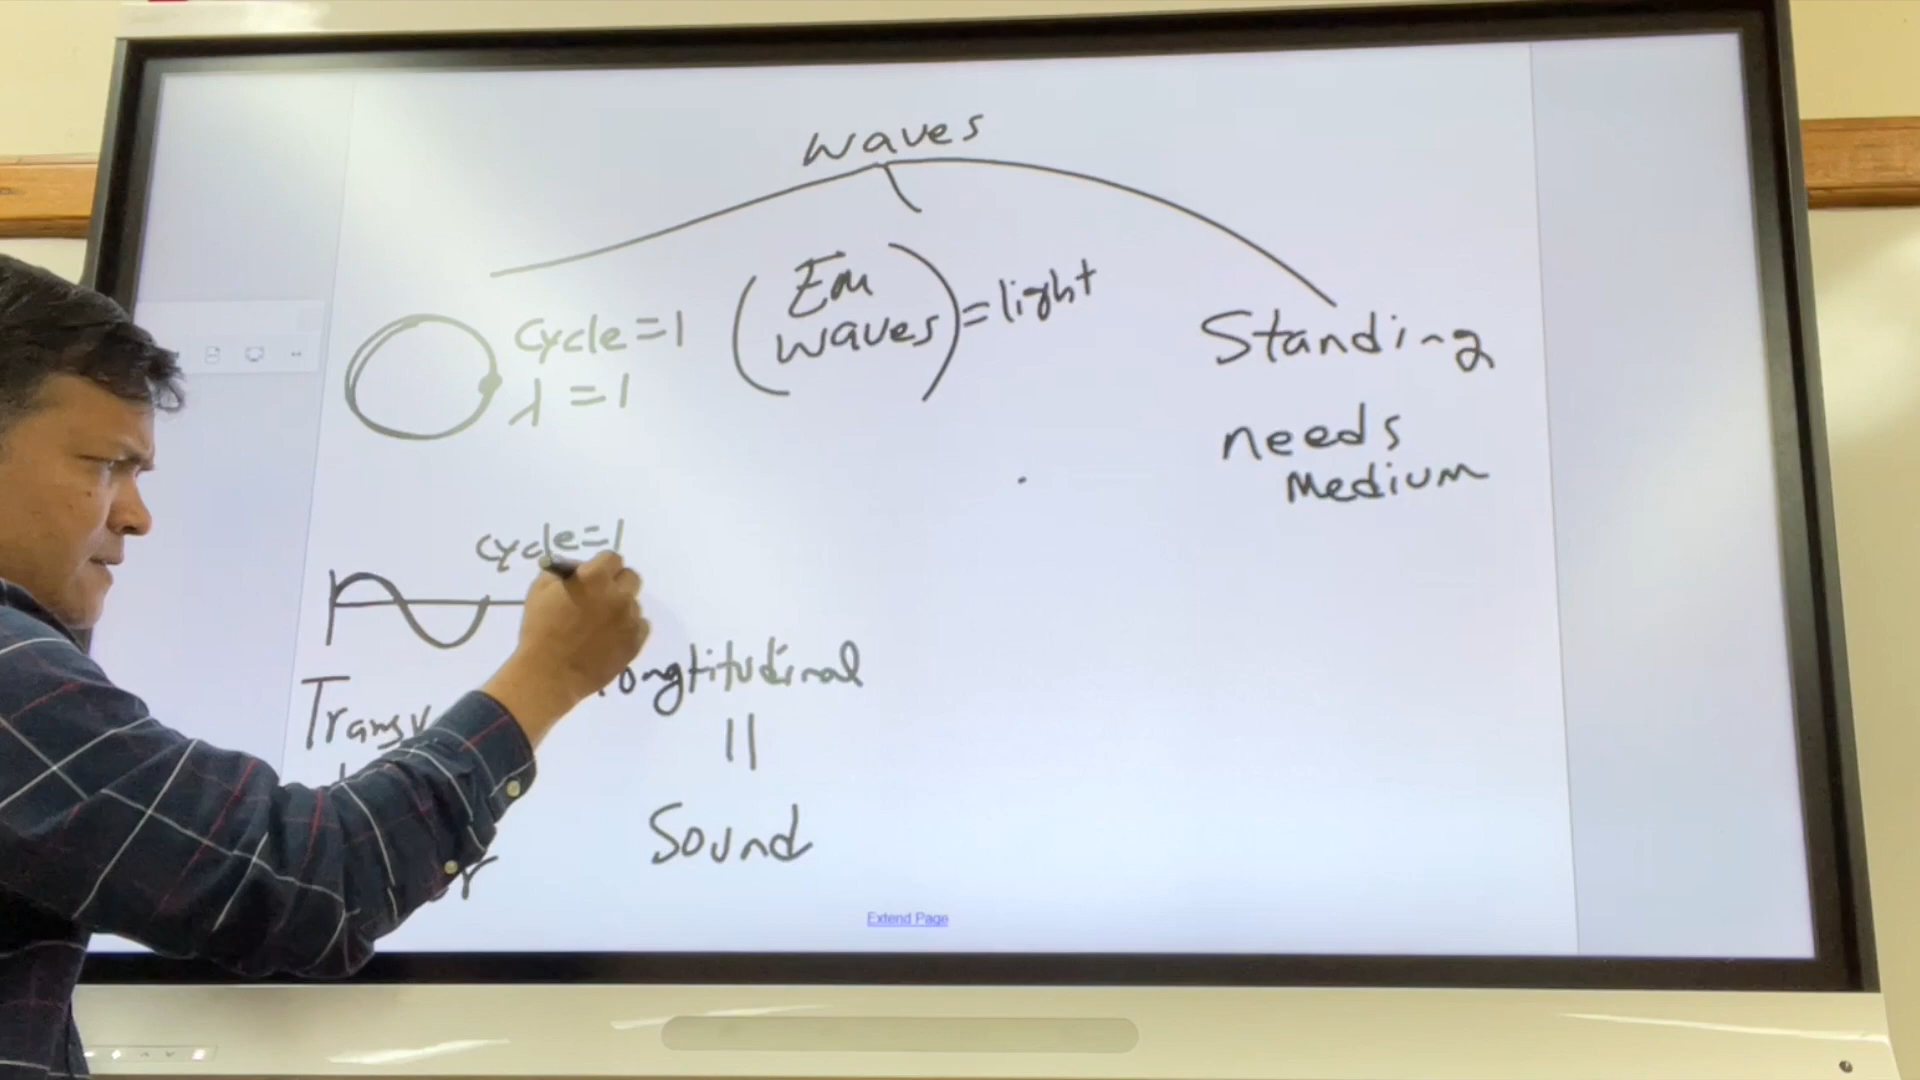 waves
Em
waves
= light
cycle = 1
λ = 1
Standing
needs
Medium
cycle = 1
longtitudinal
||
Sound
Extend Page